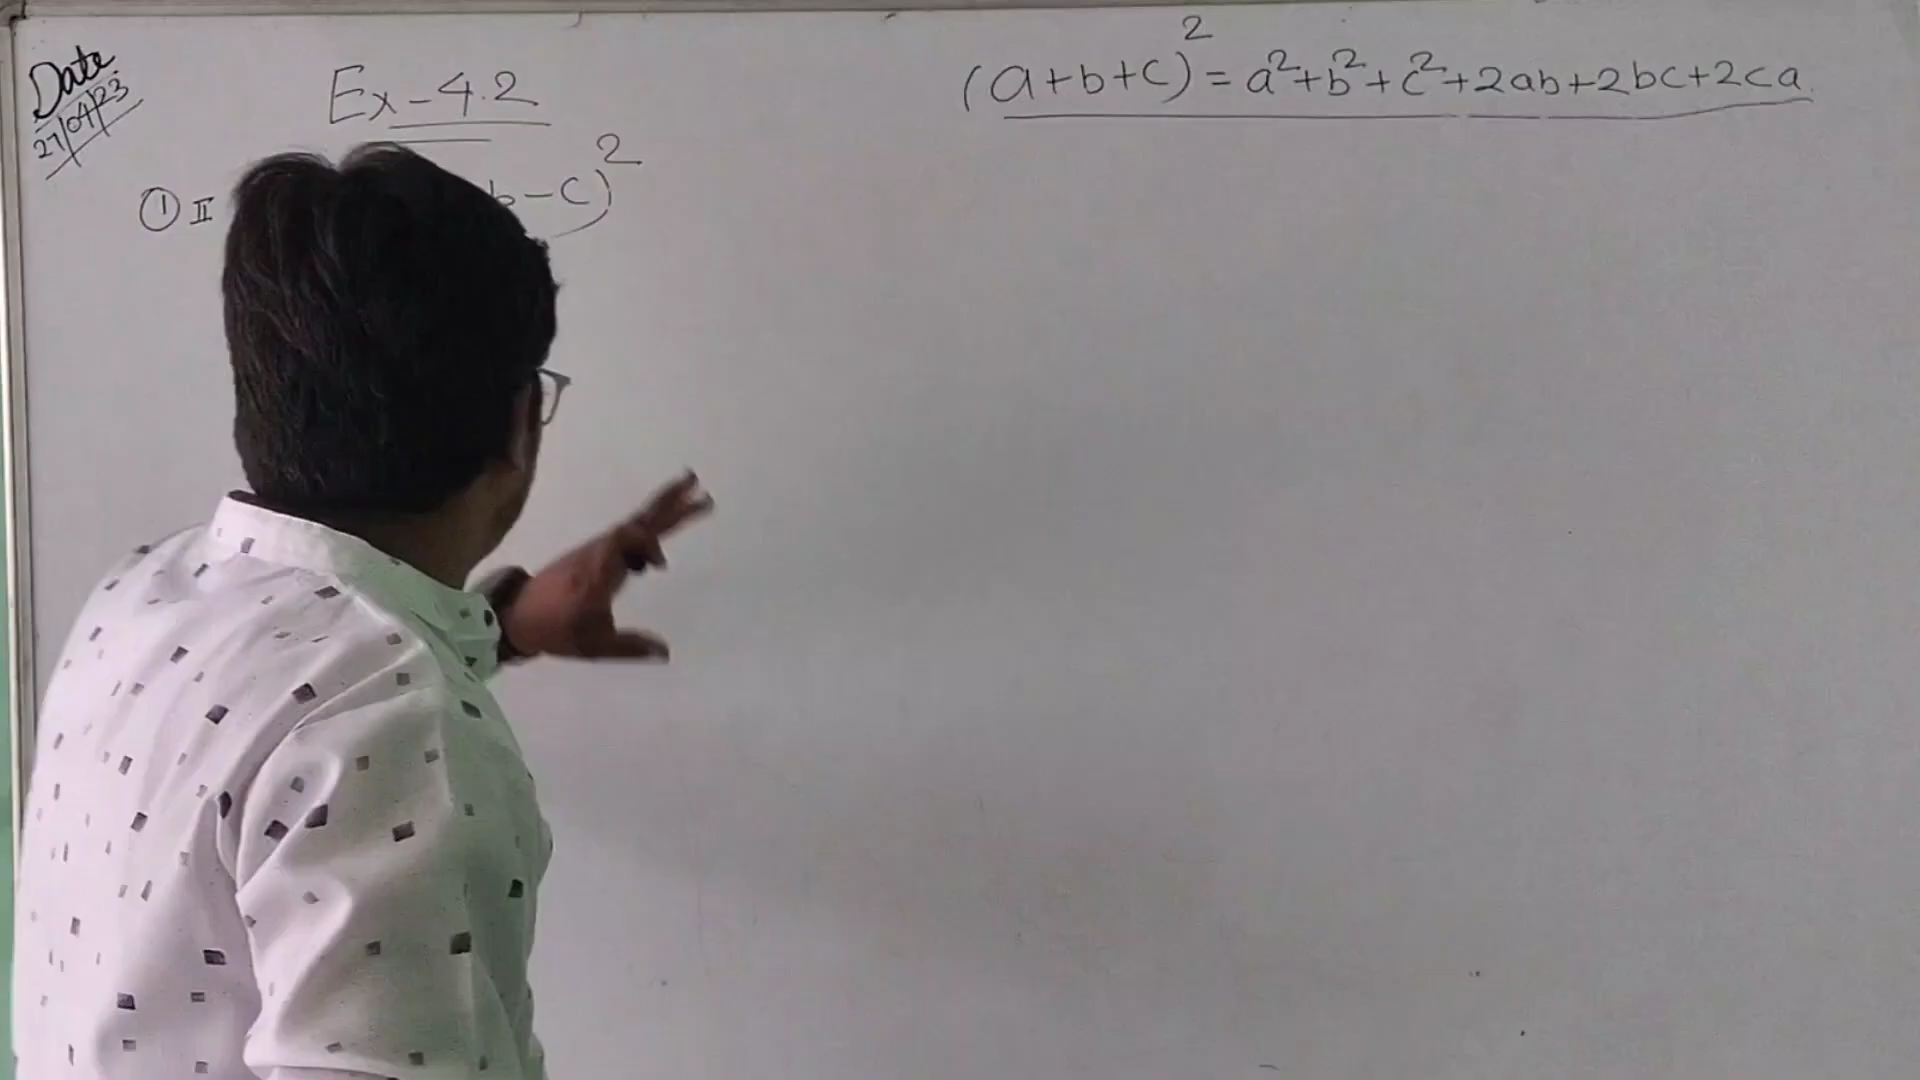 Date
27/04/23
Ex-4.2
(a+b+c)² = a²+b²+c²+2ab+2bc+2ca
① II b-c)²